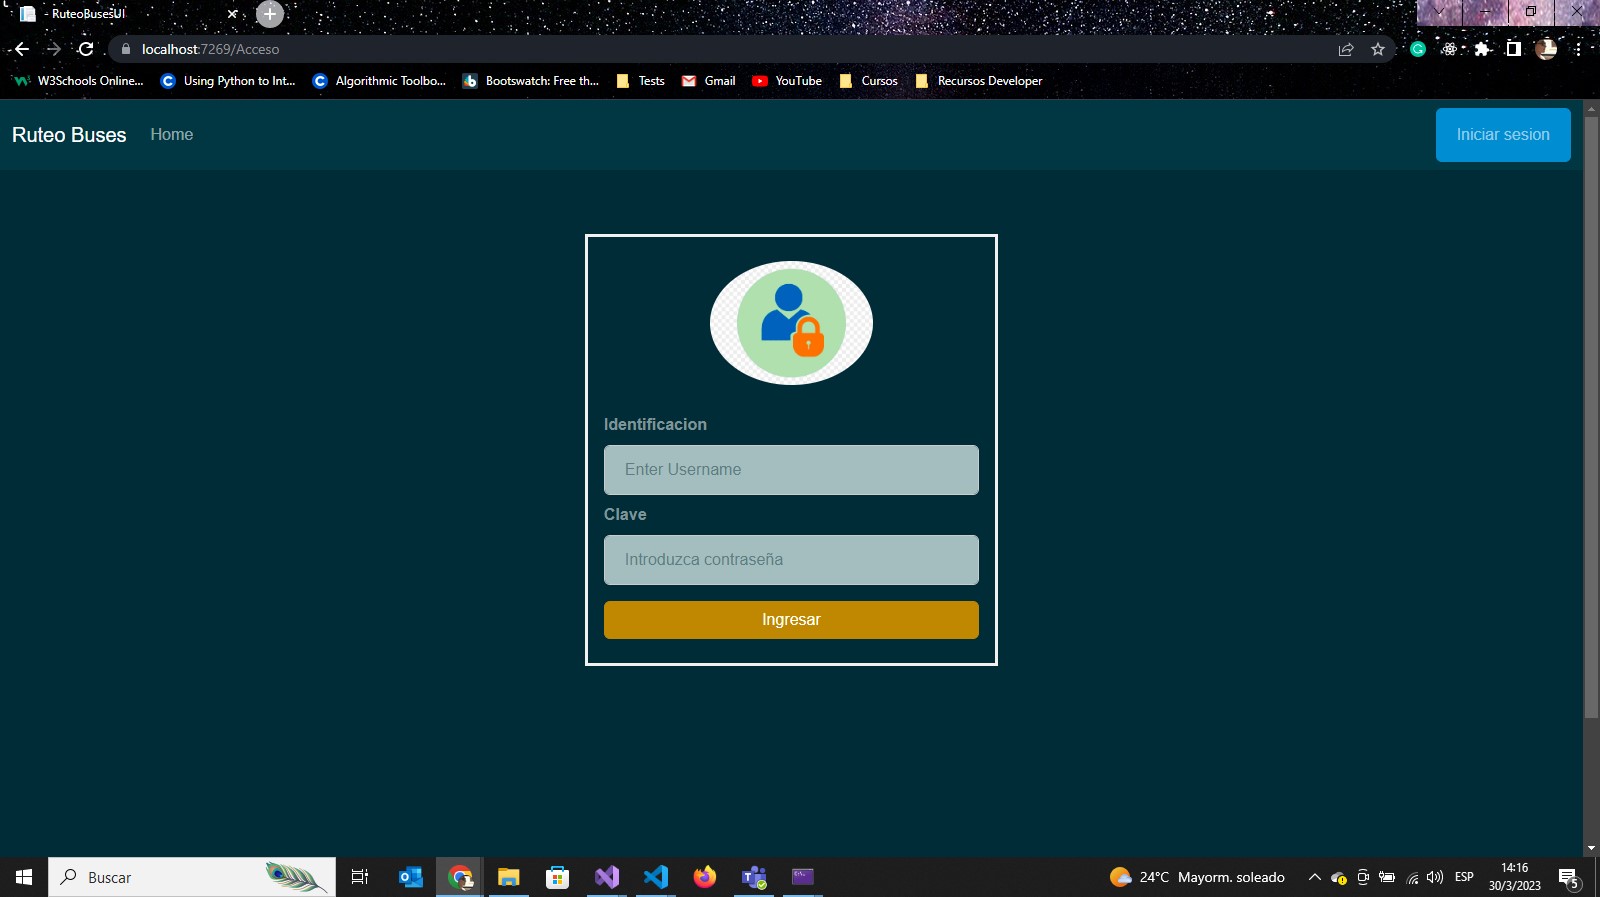 - RuteoBusesUI
localhost:7269/Acceso
W3Schools Online... Using Python to Int... Algorithmic Toolbo... Bootswatch: Free th... Tests Gmail YouTube Cursos Recursos Developer
Ruteo Buses Home Iniciar sesion
Identificacion
Enter Username
Clave
Introduzca contraseña
Ingresar
Buscar 24°C Mayorm. soleado ESP 14:16
30/3/2023 5